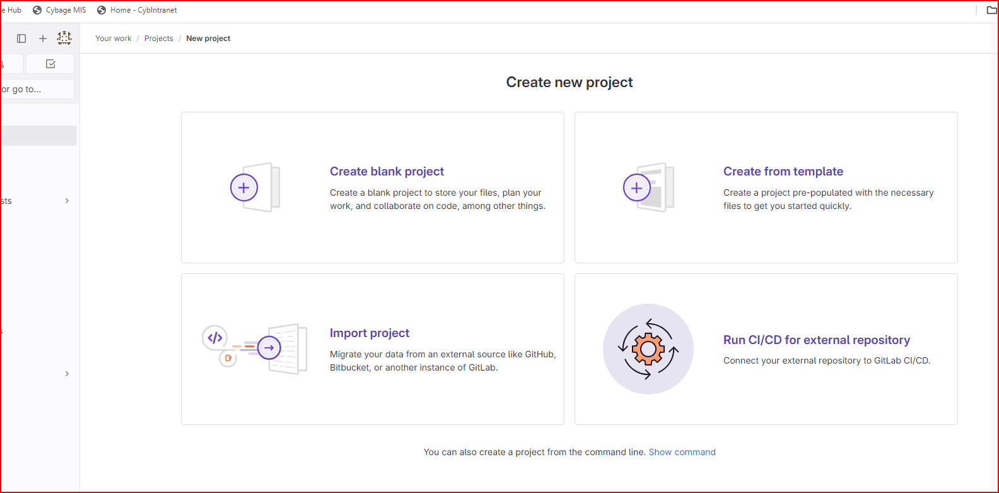 e Hub Cybage MIS Home - CybIntranet
Your work / Projects / New project
or go to...
Create new project
Create blank project
Create a blank project to store your files, plan your
work, and collaborate on code, among other things.
Create from template
Create a project pre-populated with the necessary
files to get you started quickly.
sts
Import project
Migrate your data from an external source like GitHub,
Bitbucket, or another instance of GitLab.
Run CI/CD for external repository
Connect your external repository to GitLab CI/CD.
s
You can also create a project from the command line. Show command